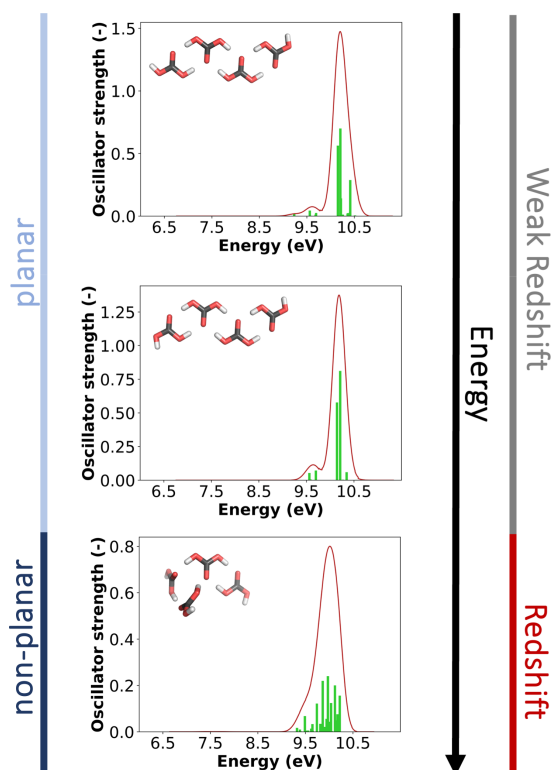 planar
non-planar
Oscillator strength (-)
1.5
1.0
0.5
0.0
6.5 7.5 8.5 9.5 10.5
Energy (eV)
Oscillator strength (-)
1.25
1.00
0.75
0.50
0.25
0.00
6.5 7.5 8.5 9.5 10.5
Energy (eV)
Oscillator strength (-)
0.8
0.6
0.4
0.2
0.0
6.5 7.5 8.5 9.5 10.5
Energy (eV)
Energy
Weak Redshift
Redshift